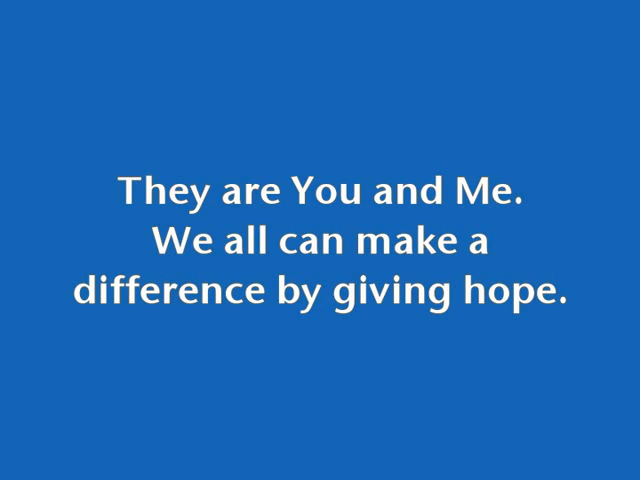 They are You and Me.
We all can make a
difference by giving hope.